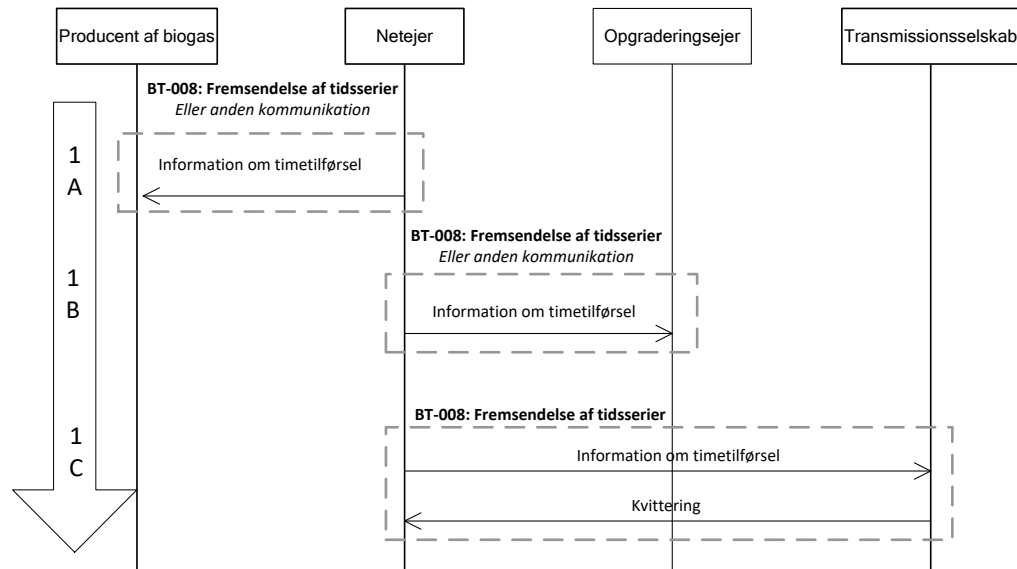 Producent af biogas
Netejer
Opgraderingsejer
Transmissionsselskab
BT-008: Fremsendelse af tidsserier
Eller anden kommunikation
1
A
Information om timetilførsel
BT-008: Fremsendelse af tidsserier
Eller anden kommunikation
1
B
Information om timetilførsel
BT-008: Fremsendelse af tidsserier
1
C
Information om timetilførsel
Kvittering